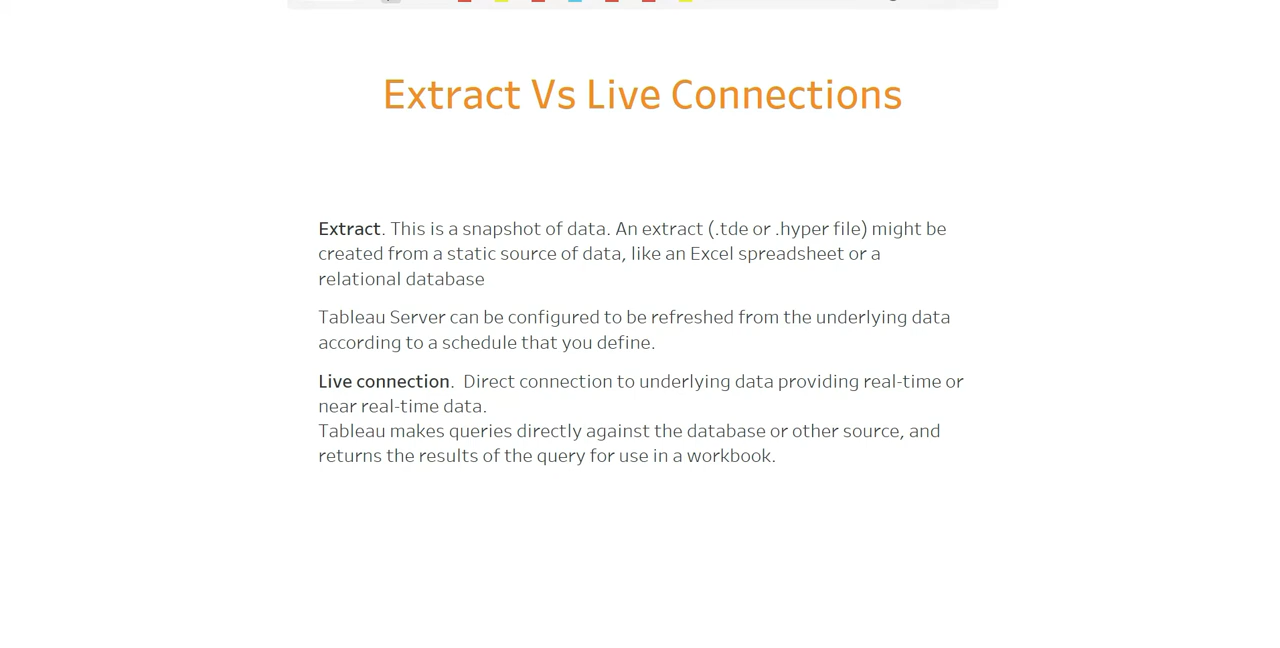 Extract Vs Live Connections
Extract. This is a snapshot of data. An extract (.tde or .hyper file) might be
created from a static source of data, like an Excel spreadsheet or a
relational database
Tableau Server can be configured to be refreshed from the underlying data
according to a schedule that you define.
Live connection.  Direct connection to underlying data providing real-time or
near real-time data.
Tableau makes queries directly against the database or other source, and
returns the results of the query for use in a workbook.